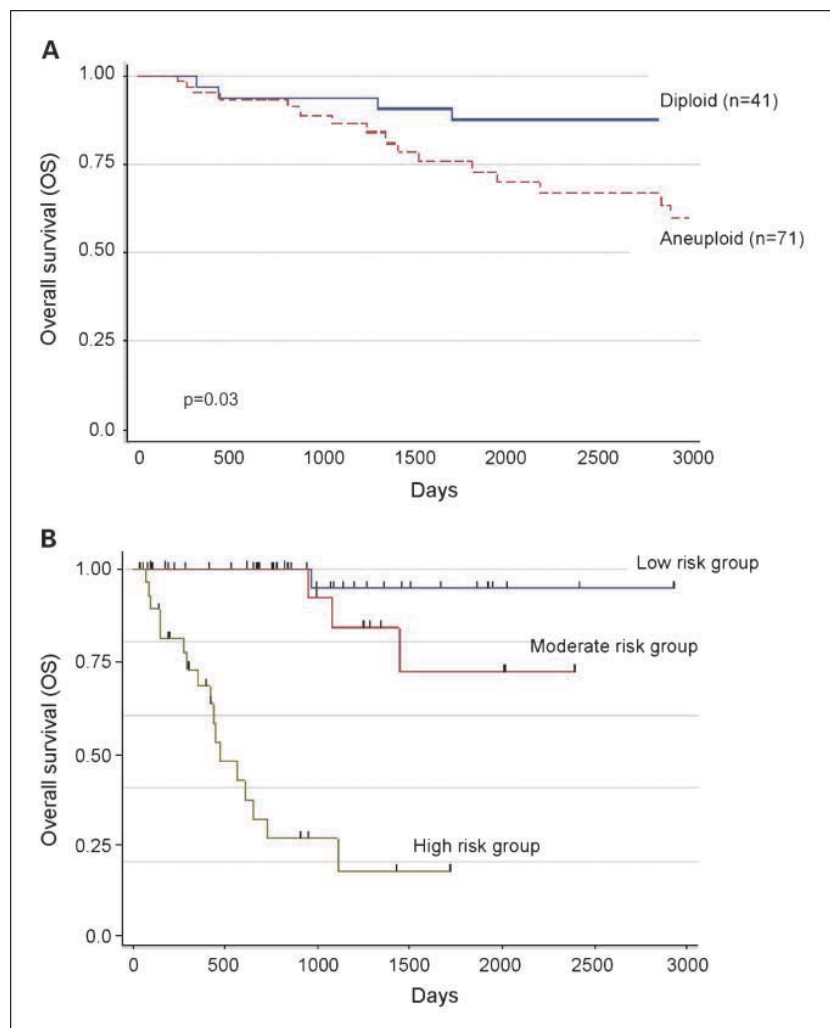 A
1.00
Diploid (n=41)
0.75
0.50
Aneuploid (n=71)
0.25
p=0.03
0.0
0 500 1000 1500 2000 2500 3000
Days
Overall survival (OS)
B
1.00
Low risk group
Moderate risk group
0.75
0.50
0.25
High risk group
0.0
0 500 1000 1500 2000 2500 3000
Days
Overall survival (OS)